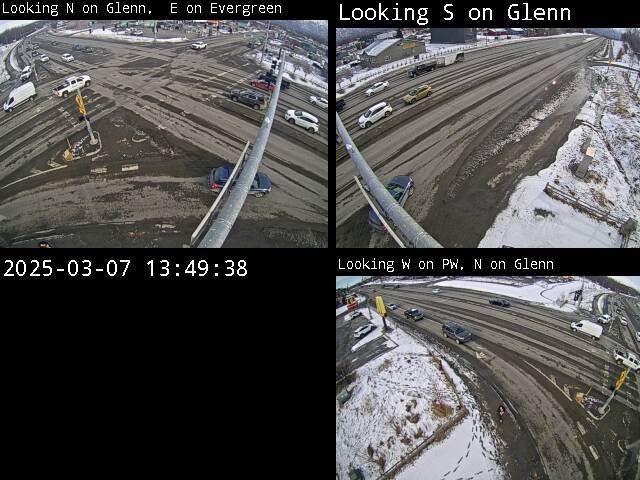 Looking N on Glenn,  E on Evergreen
Looking S on Glenn
2025-03-07 13:49:38
Looking W on PW, N on Glenn